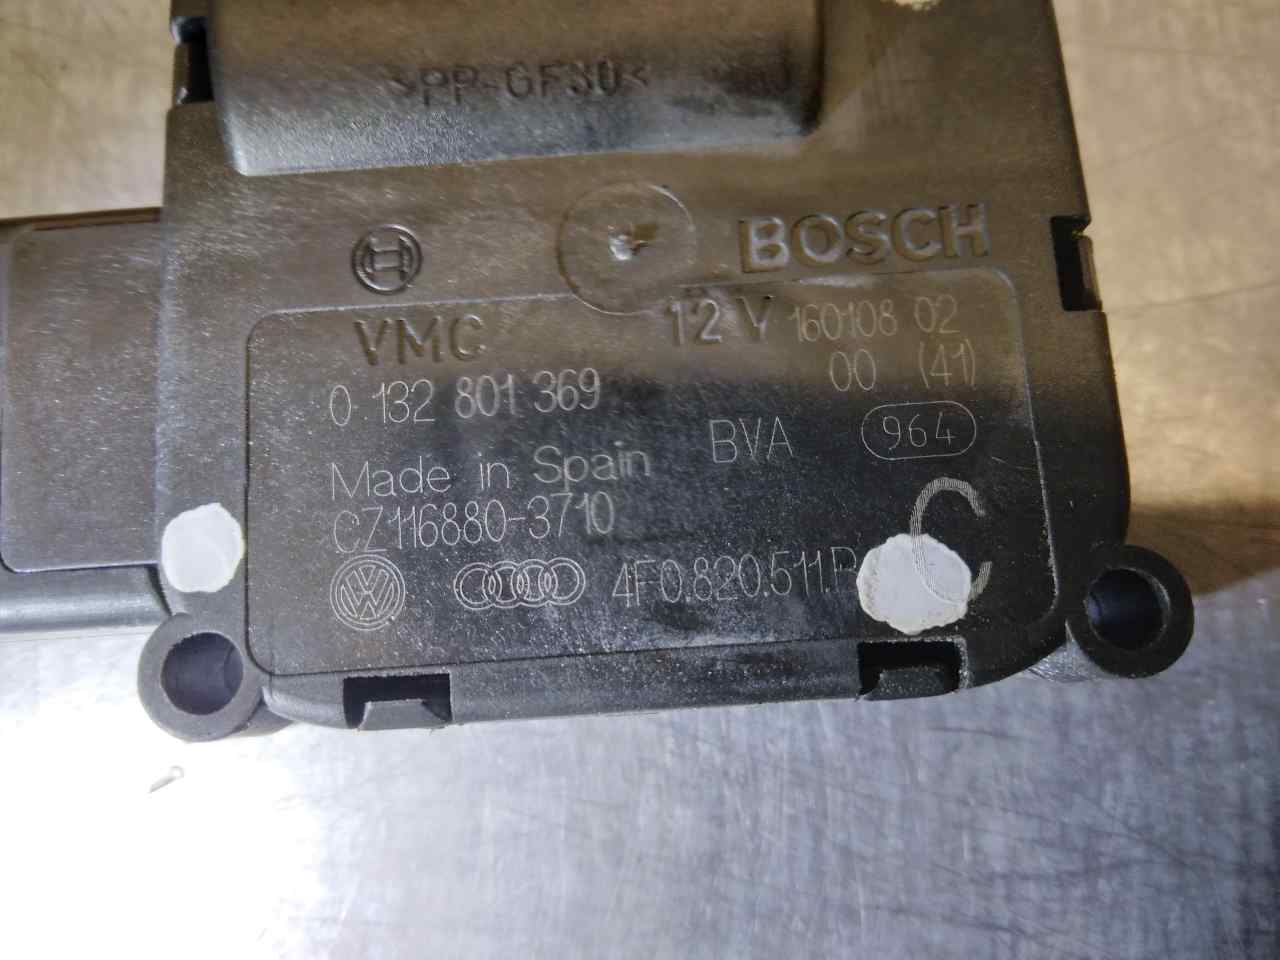 >PP-GF30<
BOSCH
VMC 12 V 160108 02
00 (41)
0 132 801 369
BVA 964
Made in Spain
CZ116880-3710
C
4F0.820.511.B